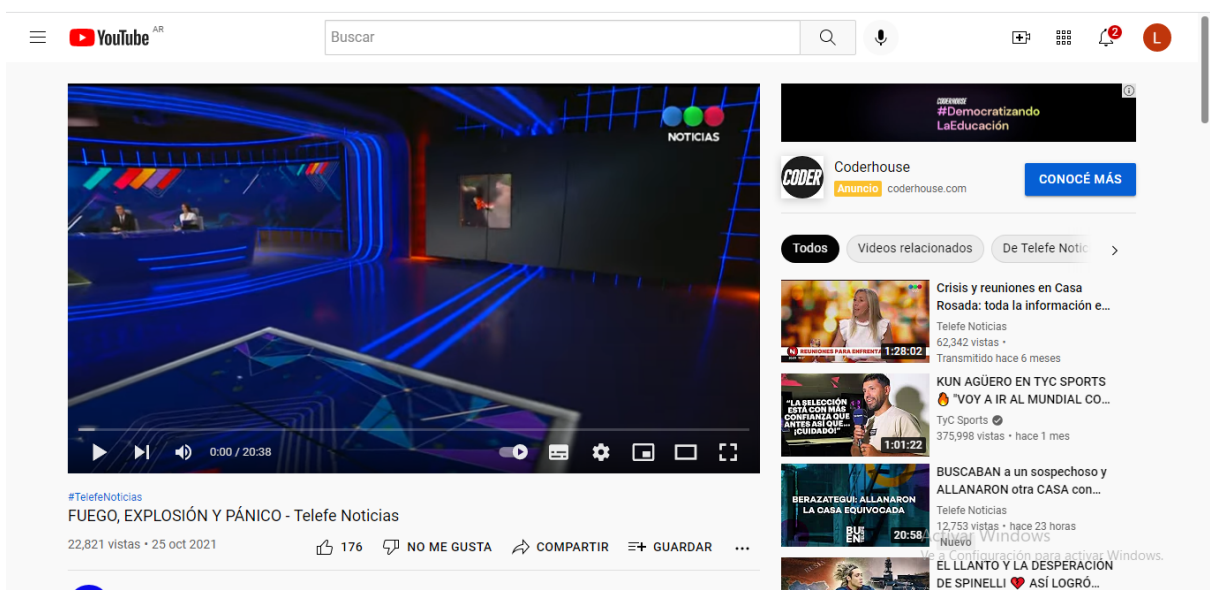 YouTube AR
Buscar
2
L
NOTICIAS
0:00 / 20:38
#TelefeNoticias
FUEGO, EXPLOSIÓN Y PÁNICO - Telefe Noticias
22,821 vistas • 25 oct 2021
176 NO ME GUSTA COMPARTIR GUARDAR ...
CODERHOUSE
#Democratizando
LaEducación
CODER
Coderhouse
Anuncio coderhouse.com
CONOCÉ MÁS
Todos Videos relacionados De Telefe Notic
N REUNIONES PARA ENFRENTA
1:28:02
Crisis y reuniones en Casa
Rosada: toda la información e...
Telefe Noticias
62,342 vistas •
Transmitido hace 6 meses
"LA SELECCIÓN
ESTÁ CON MÁS
CONFIANZA QUE
ANTES ASÍ QUE...
¡CUIDADO!"
1:01:22
KUN AGÜERO EN TYC SPORTS
🔥 "VOY A IR AL MUNDIAL CO...
TyC Sports
375,998 vistas • hace 1 mes
BERAZATEGUI: ALLANARON
LA CASA EQUIVOCADA
20:58
BUSCABAN a un sospechoso y
ALLANARON otra CASA con...
Telefe Noticias
12,753 vistas • hace 23 horas
Nuevo
Activar Windows
Ve a Configuración para activar Windows.
EL LLANTO Y LA DESPERACIÓN
DE SPINELLI 💔 ASÍ LOGRÓ...